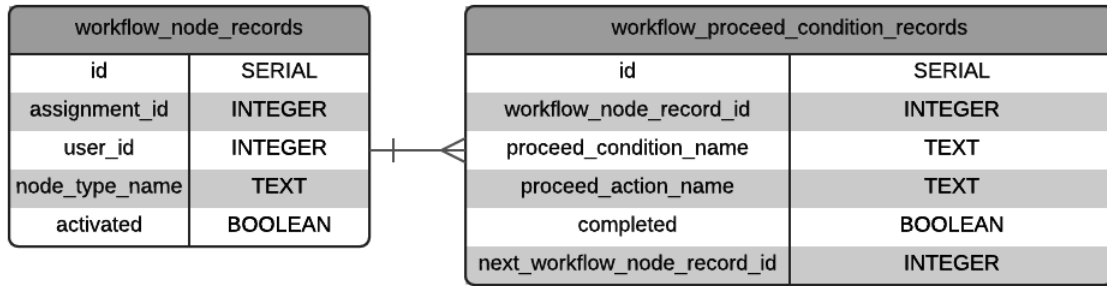 workflow_node_records
id SERIAL
assignment_id INTEGER
user_id INTEGER
node_type_name TEXT
activated BOOLEAN
workflow_proceed_condition_records
id SERIAL
workflow_node_record_id INTEGER
proceed_condition_name TEXT
proceed_action_name TEXT
completed BOOLEAN
next_workflow_node_record_id INTEGER